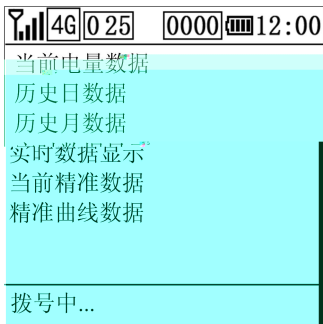 4G 0 25 0000 12:00
当前电量数据
历史日数据
历史月数据
实时数据显示
当前精准数据
精准曲线数据
拨号中...